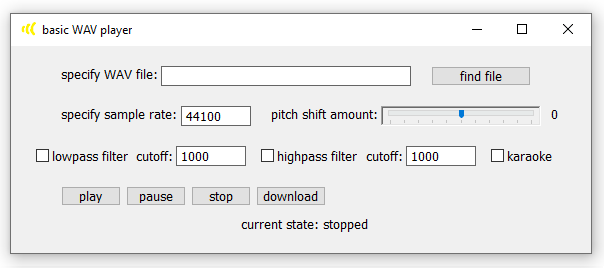 basic WAV player
specify WAV file: find file
specify sample rate: 44100 pitch shift amount: 0
lowpass filter cutoff: 1000 highpass filter cutoff: 1000 karaoke
play pause stop download
current state: stopped